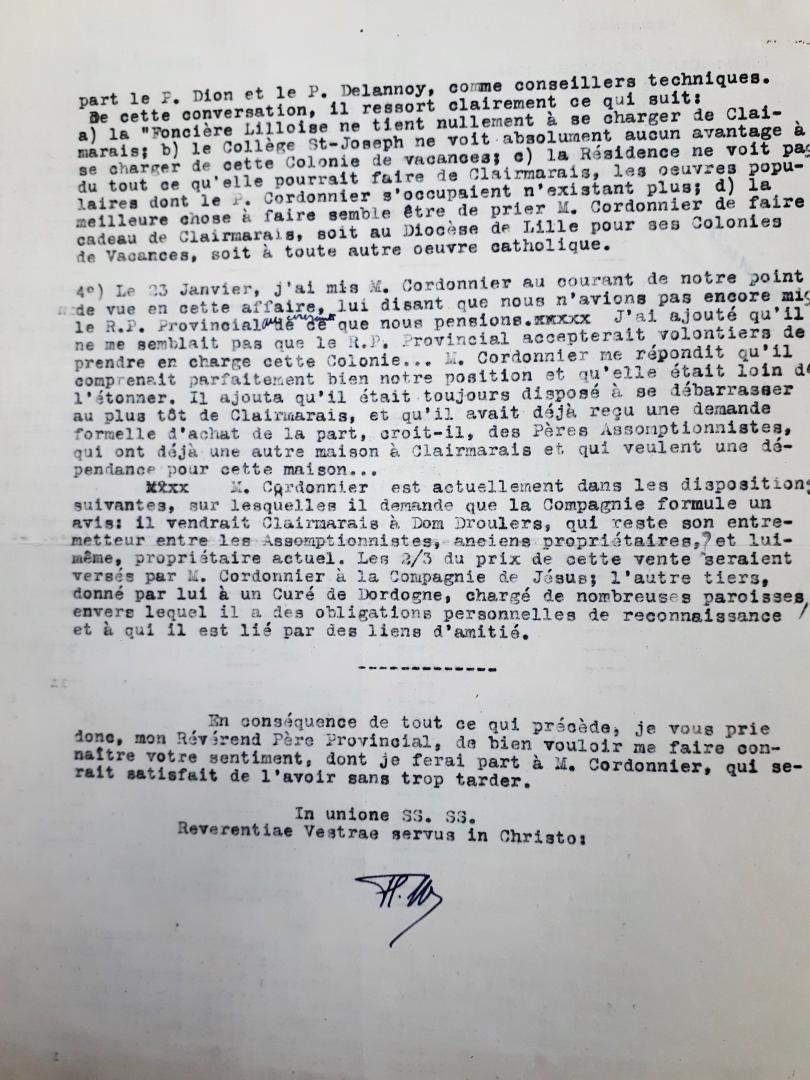 part le P. Dion et le P. Delannoy, comme conseillers techniques.
De cette conversation, il ressort clairement ce qui suit:
a) la "Foncière Lilloise ne tient nullement à se charger de Clai-
marais; b) le Collège St-Joseph ne voit absolument aucun avantage à
se charger de cette Colonie de vacances; c) la Résidence ne voit pas
du tout ce qu'elle pourrait faire de Clairmarais, les oeuvres popu-
laires dont le P. Cordonnier s'occupaient n'existant plus; d) la
meilleure chose à faire semble être de prier M. Cordonnier de faire
cadeau de Clairmarais, soit au Diocèse de Lille pour ses Colonies
de Vacances, soit à toute autre oeuvre catholique.
4°) Le 23 Janvier, j'ai mis M. Cordonnier au courant de notre point
de vue en cette affaire, lui disant que nous n'avions pas encore mis
le R.P. Provincial au courant de ce que nous pensions.xxxxx J'ai ajouté qu'il
ne me semblait pas que le R.P. Provincial accepterait volontiers de
prendre en charge cette Colonie... M. Cordonnier me répondit qu'il
comprenait parfaitement bien notre position et qu'elle était loin de
l'étonner. Il ajouta qu'il était toujours disposé à se débarrasser
au plus tôt de Clairmarais, et qu'il avait déjà reçu une demande
formelle d'achat de la part, croit-il, des Pères Assomptionnistes,
qui ont déjà une autre maison à Clairmarais et qui veulent une dé-
pendance pour cette maison...
M. Cordonnier est actuellement dans les dispositions
suivantes, sur lesquelles il demande que la Compagnie formule un
avis: il vendrait Clairmarais à Dom Droulers, qui reste son entre-
metteur entre les Assomptionnistes, anciens propriétaires,? et lui-
même, propriétaire actuel. Les 2/3 du prix de cette vente seraient
versés par M. Cordonnier à la Compagnie de Jésus; l'autre tiers,
donné par lui à un Curé de Dordogne, chargé de nombreuses paroisses,
envers lequel il a des obligations personnelles de reconnaissance !
et à qui il est lié par des liens d'amitié.
-------------
En conséquence de tout ce qui précède, je vous prie
donc, mon Révérend Père Provincial, de bien vouloir me faire con-
naître votre sentiment, dont je ferai part à M. Cordonnier, qui se-
rait satisfait de l'avoir sans trop tarder.
In unione SS. SS.
Reverentiae Vestrae servus in Christo: